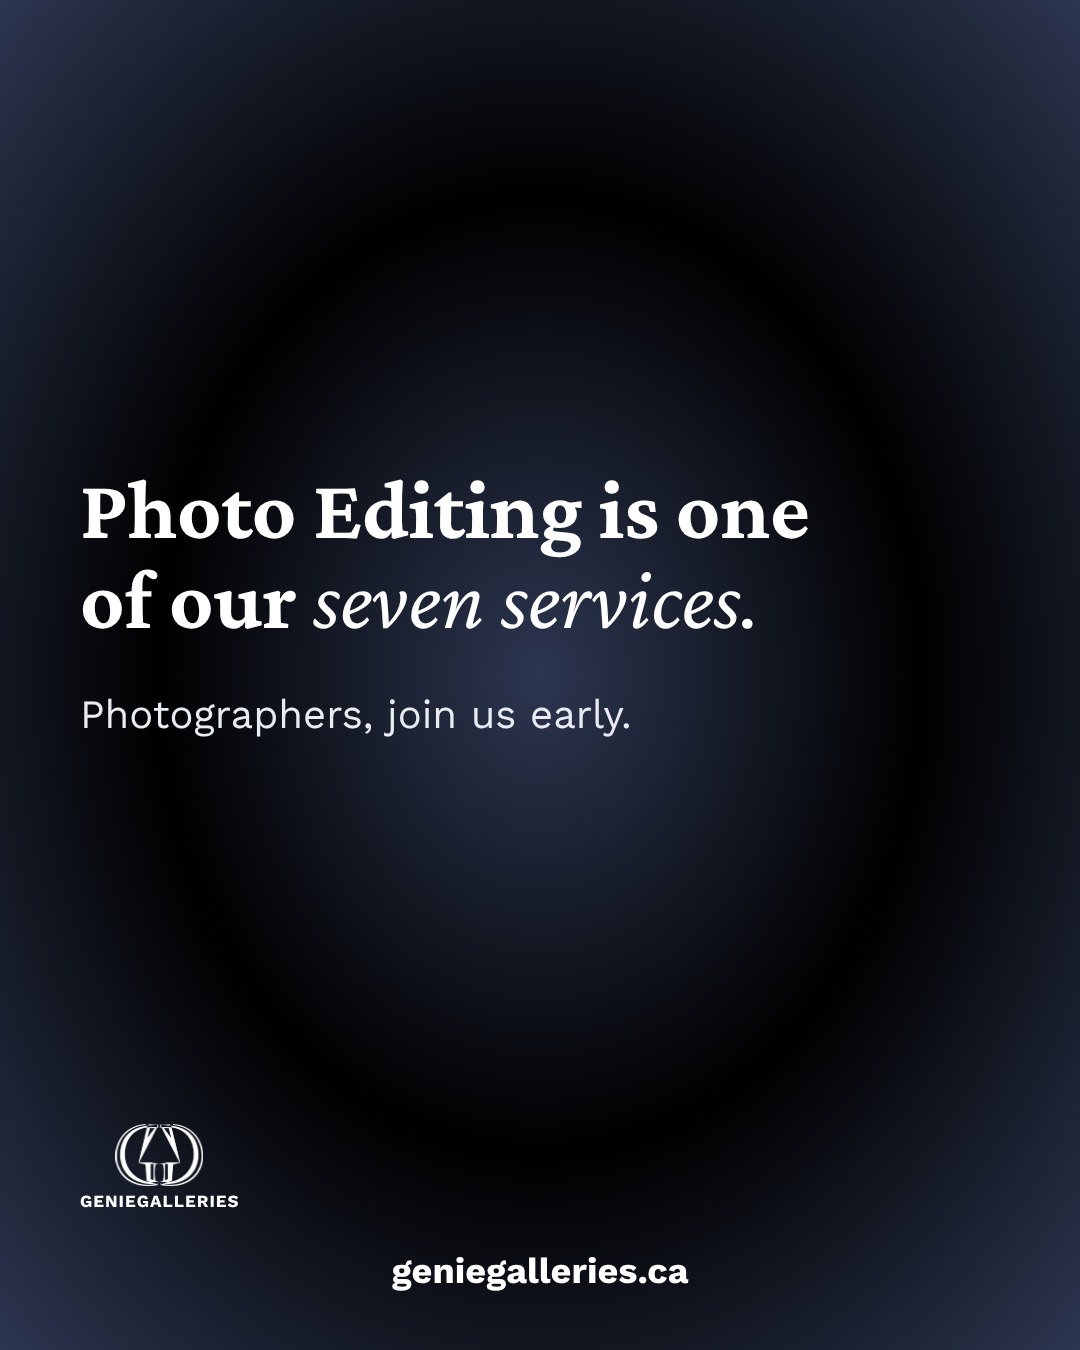 Photo Editing is one
of our seven services.
Photographers, join us early.
GENIEGALLERIES
geniegalleries.ca